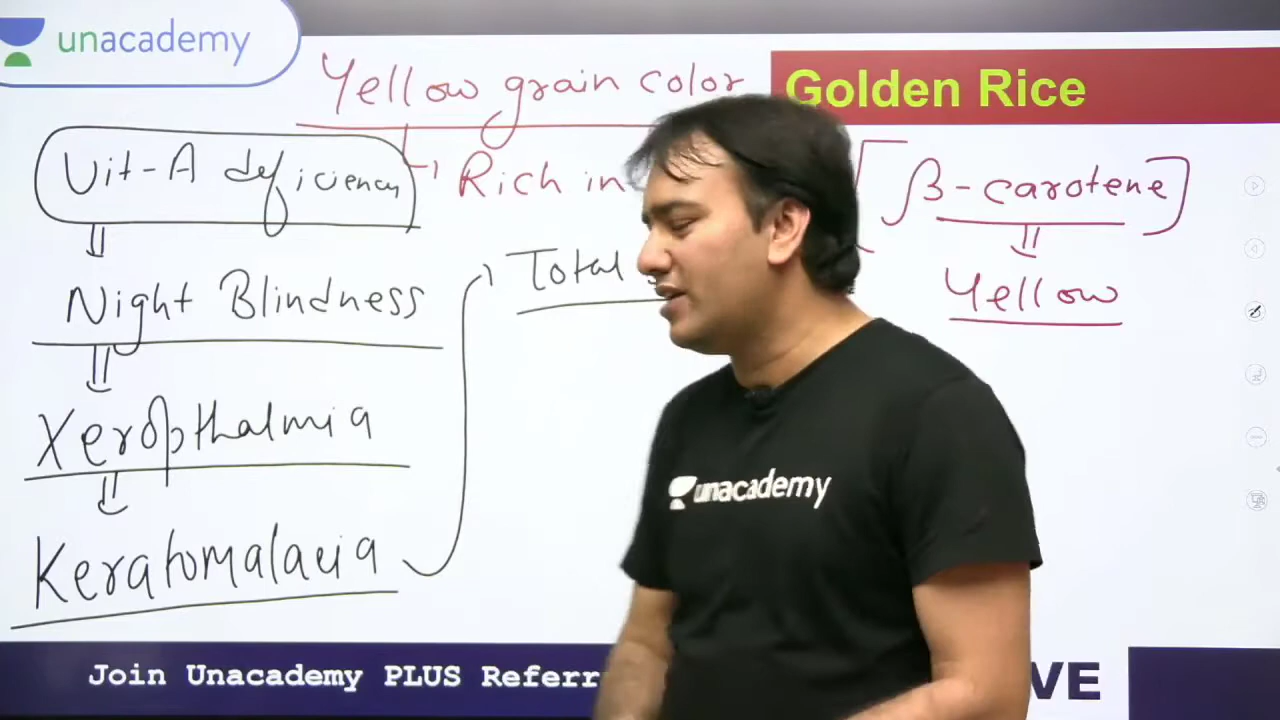 unacademy
Yellow grain color
Golden Rice
Vit-A deficiency
Rich in
[β-carotene]
Yellow
Total
Night Blindness
Xeropthalmia
Keratomalacia
unacademy
Join Unacademy PLUS Referr
VE